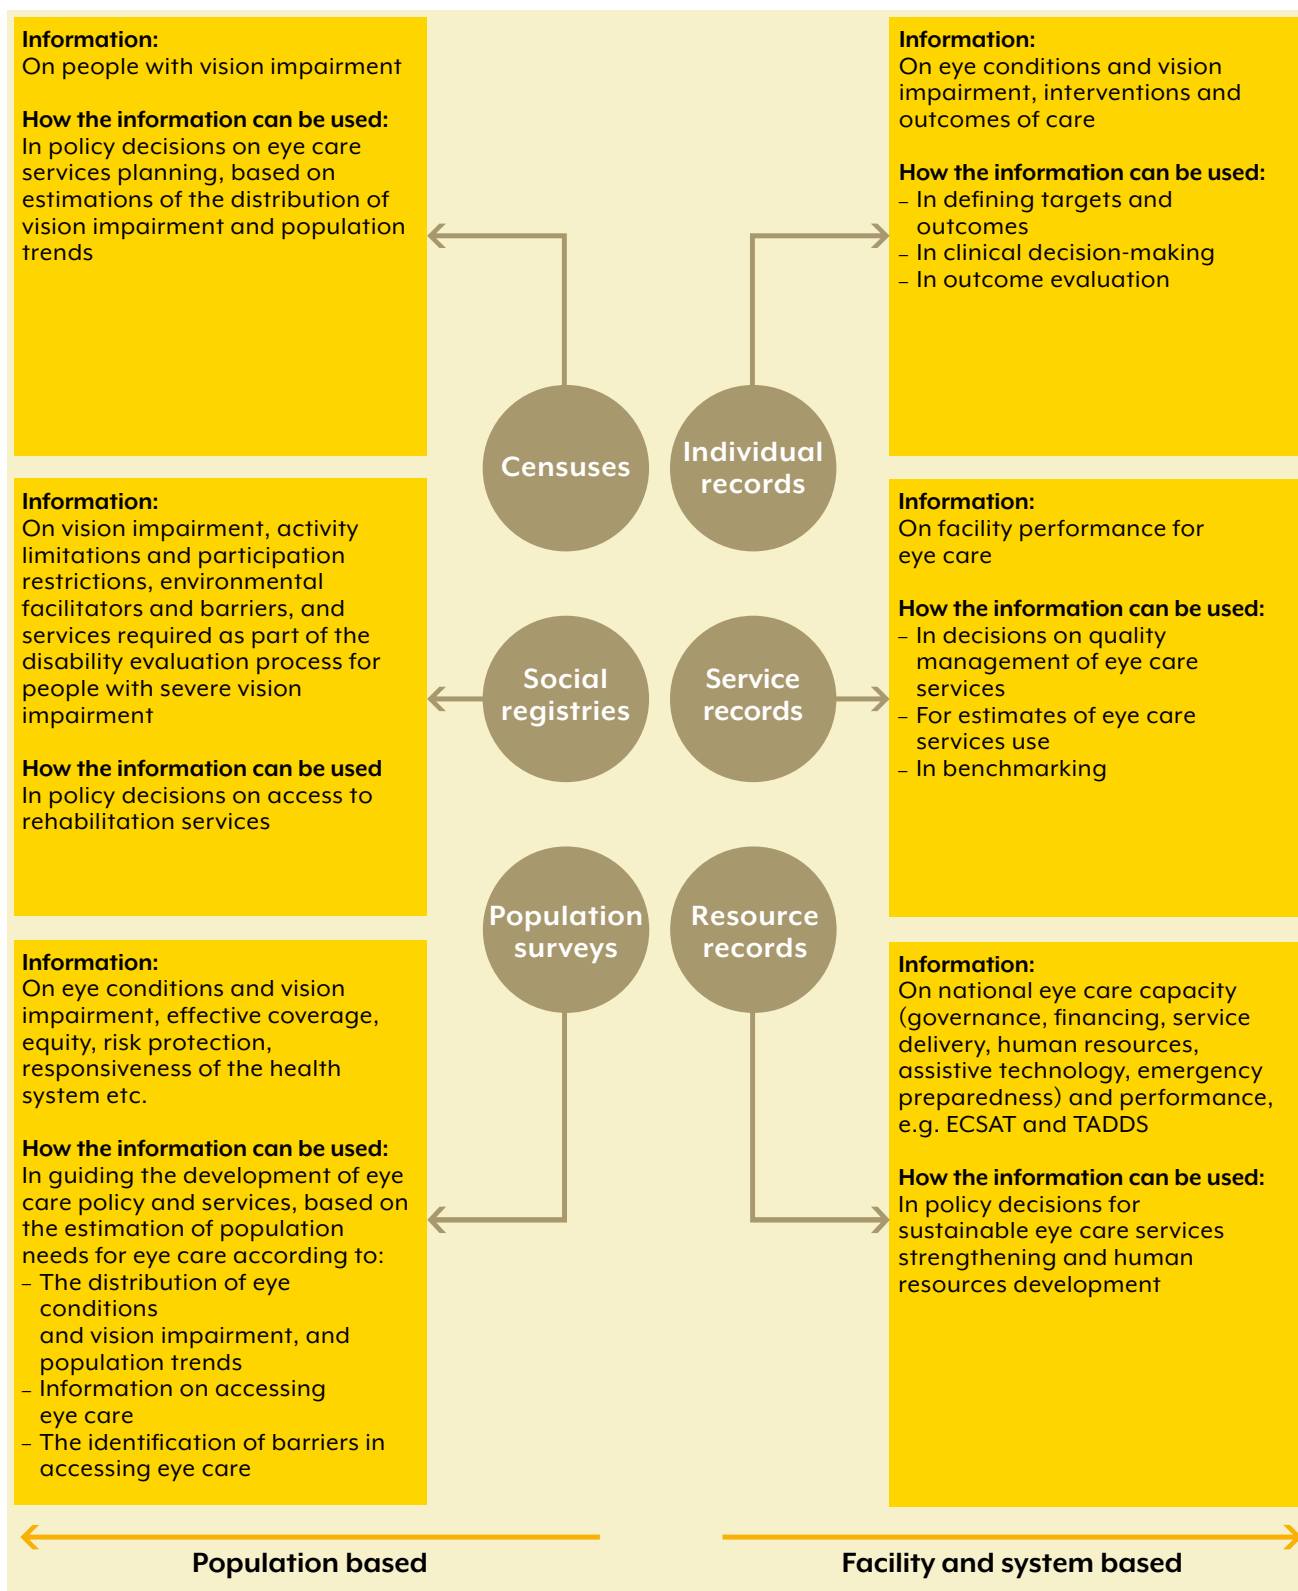 Information:
On people with vision impairment
How the information can be used:
In policy decisions on eye care
services planning, based on
estimations of the distribution of
vision impairment and population
trends
Information:
On vision impairment, activity
limitations and participation
restrictions, environmental
facilitators and barriers, and
services required as part of the
disability evaluation process for
people with severe vision
impairment
How the information can be used
In policy decisions on access to
rehabilitation services
Information:
On eye conditions and vision
impairment, effective coverage,
equity, risk protection,
responsiveness of the health
system etc.
How the information can be used:
In guiding the development of eye
care policy and services, based on
the estimation of population
needs for eye care according to:
– The distribution of eye
conditions
and vision impairment, and
population trends
– Information on accessing
eye care
– The identification of barriers in
accessing eye care
Censuses
Social
registries
Population
surveys
Individual
records
Service
records
Resource
records
Information:
On eye conditions and vision
impairment, interventions and
outcomes of care
How the information can be used:
– In defining targets and
outcomes
– In clinical decision-making
– In outcome evaluation
Information:
On facility performance for
eye care
How the information can be used:
– In decisions on quality
management of eye care
services
– For estimates of eye care
services use
– In benchmarking
Information:
On national eye care capacity
(governance, financing, service
delivery, human resources,
assistive technology, emergency
preparedness) and performance,
e.g. ECSAT and TADDS
How the information can be used:
In policy decisions for
sustainable eye care services
strengthening and human
resources development
Population based
Facility and system based